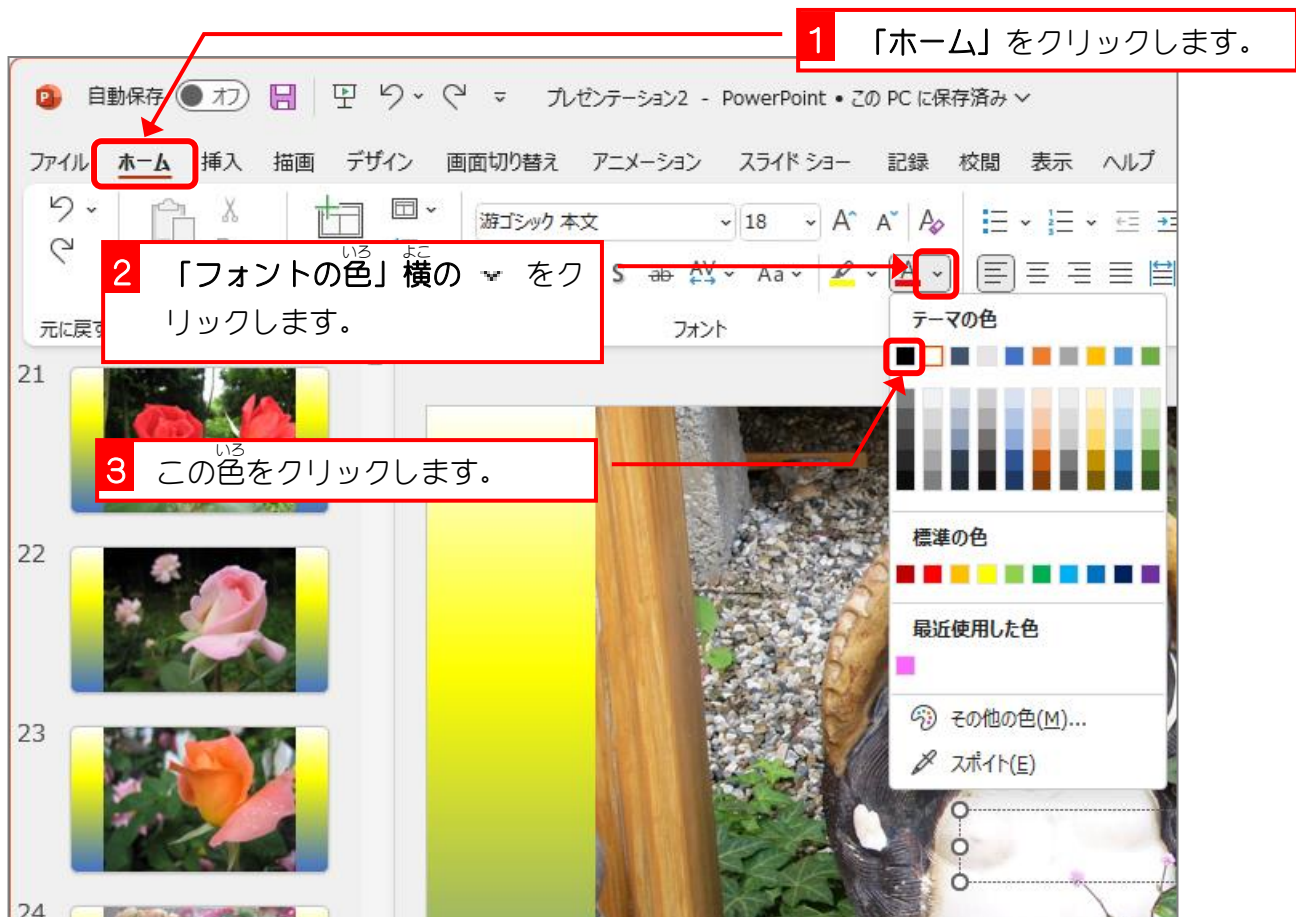 1 「ホーム」をクリックします。
自動保存 オフ プレゼンテーション2 - PowerPoint • この PC に保存済み
ファイル ホーム 挿入 描画 デザイン 画面切り替え アニメーション スライド ショー 記録 校閲 表示 ヘルプ
游ゴシック 本文 18 A A A
いろ よこ
2 「フォントの色」横の をク
リックします。
S ab AV Aa A
元に戻す
フォント
テーマの色
21
いろ
3 この色をクリックします。
標準の色
22
最近使用した色
23
その他の色(M)...
スポイト(E)
24